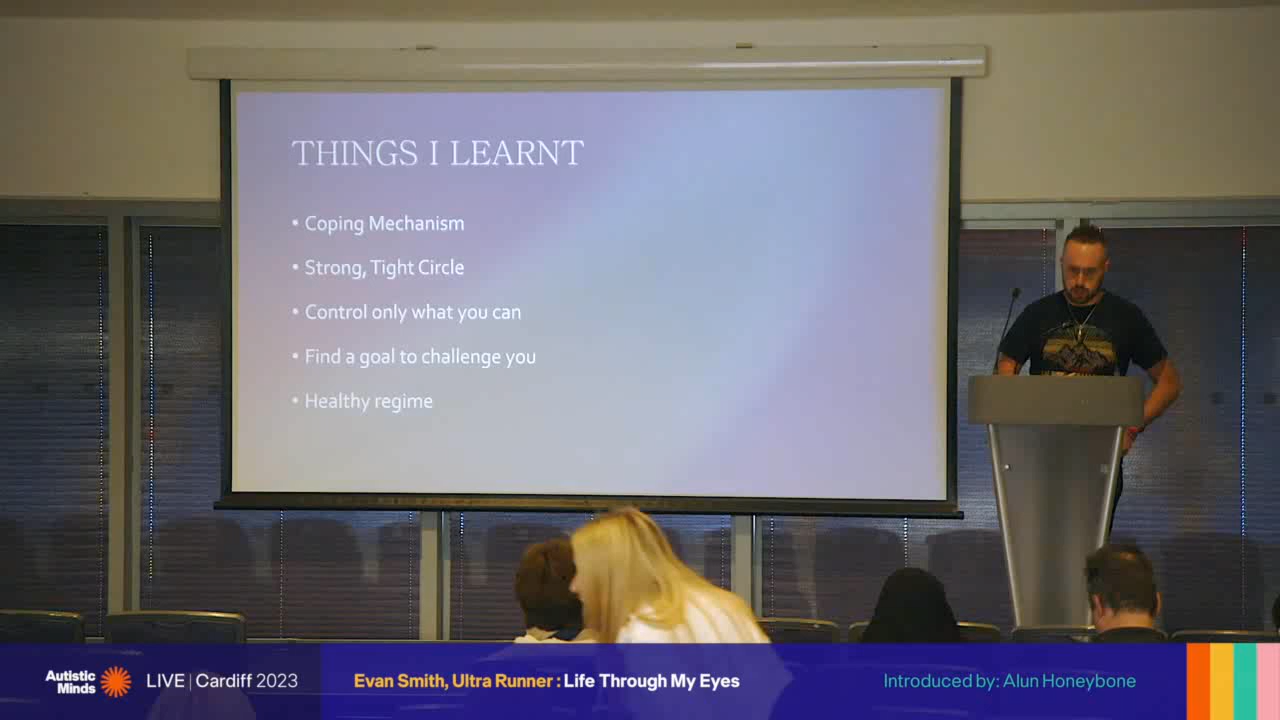 THINGS I LEARNT
• Coping Mechanism
• Strong, Tight Circle
• Control only what you can
• Find a goal to challenge you
• Healthy regime
Autistic
Minds
LIVE | Cardiff 2023
Evan Smith, Ultra Runner : Life Through My Eyes
Introduced by: Alun Honeybone